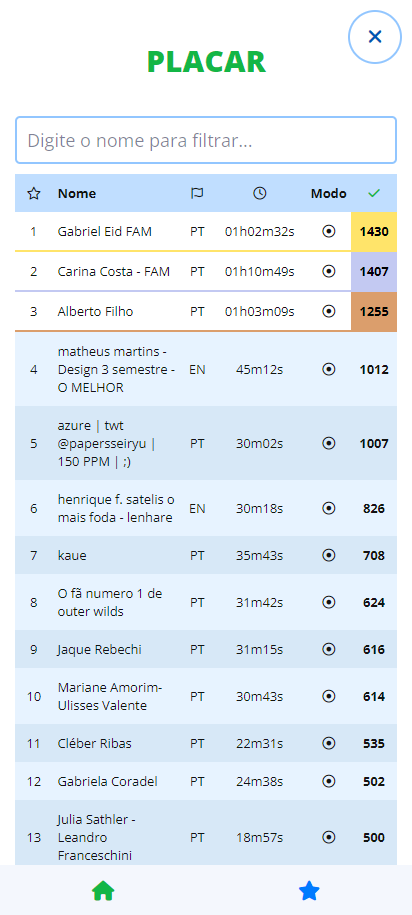 PLACAR
Digite o nome para filtrar...
Nome Modo
1 Gabriel Eid FAM PT 01h02m32s 1430
2 Carina Costa - FAM PT 01h10m49s 1407
3 Alberto Filho PT 01h03m09s 1255
matheus martins -
4 Design 3 semestre - EN 45m12s 1012
O MELHOR
azure | twt
5 @papersseiryu | PT 30m02s 1007
150 PPM | ;)
henrique f. satelis o
6 EN 30m18s 826
mais foda - lenhare
7 kaue PT 35m43s 708
O fã numero 1 de
8 PT 31m42s 624
outer wilds
9 Jaque Rebechi PT 31m15s 616
Mariane Amorim-
10 PT 30m43s 614
Ulisses Valente
11 Cléber Ribas PT 22m31s 535
12 Gabriela Coradel PT 24m38s 502
Julia Sathler -
13 Leandro PT 18m57s 500
Franceschini